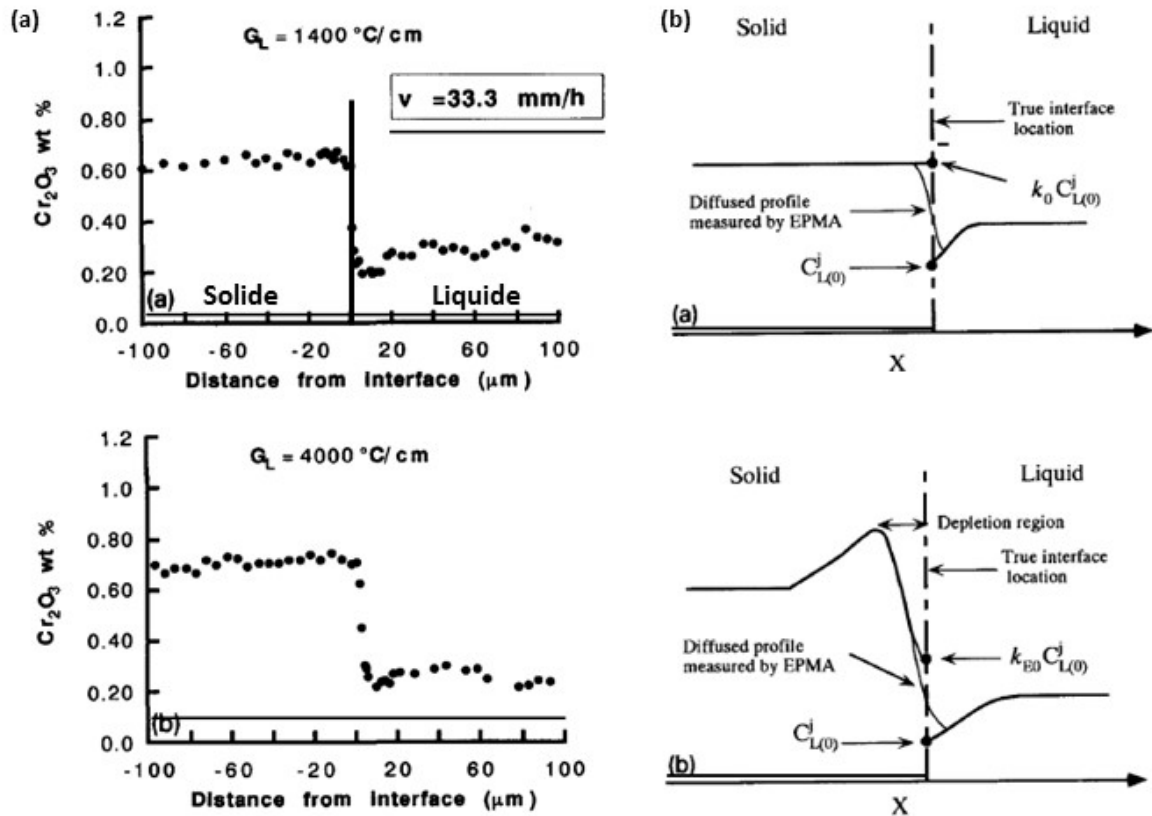 (a)
G_L = 1400 °C/cm
v =33.3 mm/h
Cr₂O₃ wt %
1.2
1.0
0.80
0.60
0.40
0.20
0.0
(a)
Solide
Liquide
-100 -60 -20 20 60 100
Distance from Interface (μm)
G_L = 4000 °C/cm
Cr₂O₃ wt %
1.2
1.0
0.80
0.60
0.40
0.20
0.0
(b)
-100 -60 -20 20 60 100
Distance from Interface (μm)
(b)
Solid
Liquid
True interface
location
k₀ C^j_L(0)
Diffused profile
measured by EPMA
C^j_L(0)
(a)
X
Solid
Liquid
Depletion region
True interface
location
Diffused profile
measured by EPMA
k_E0 C^j_L(0)
C^j_L(0)
(b)
X